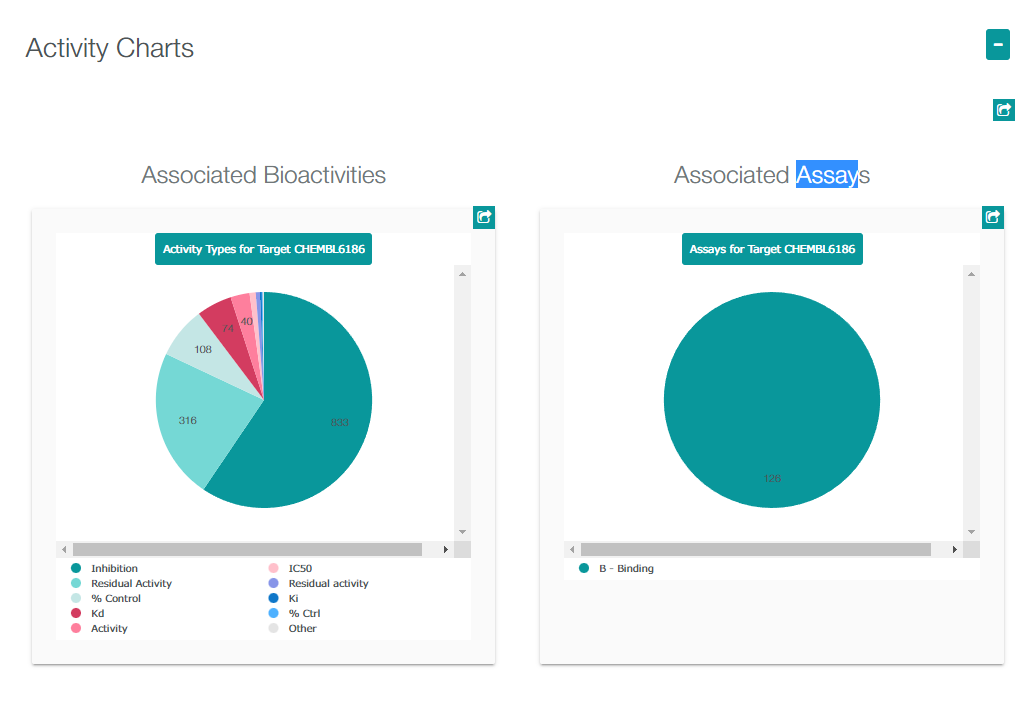 Activity Charts
Associated Bioactivities
Associated Assays
Activity Types for Target CHEMBL6186
Assays for Target CHEMBL6186
40
74
108
316
833
126
Inhibition
IC50
Residual Activity
Residual activity
% Control
Ki
Kd
% Ctrl
Activity
Other
B - Binding